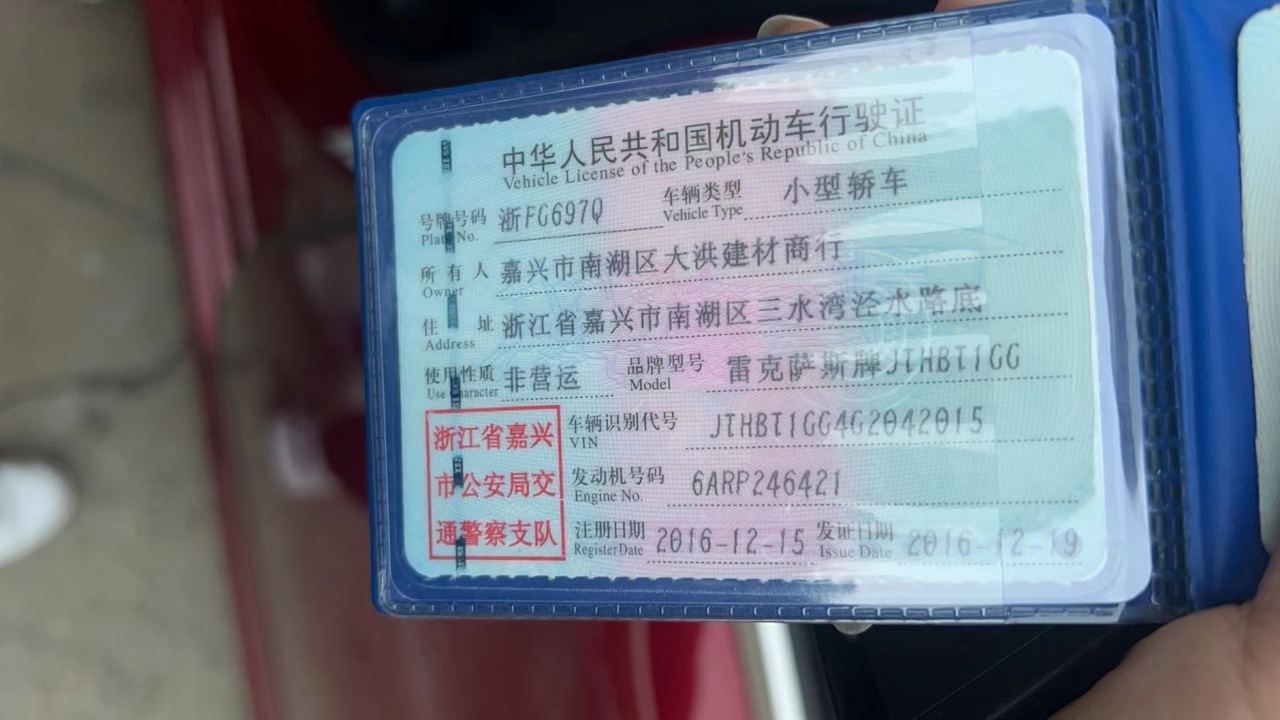 中华人民共和国机动车行驶证
Vehicle License of the People's Republic of China
号牌号码 浙FG697Q 车辆类型 小型轿车
Plate No. Vehicle Type
所有人 嘉兴市南湖区大洪建材商行
Owner
住址 浙江省嘉兴市南湖区三水湾泾水路底
Address
使用性质 非营运 品牌型号 雷克萨斯牌JTHBT1GG
Use Character Model
浙江省嘉兴
市公安局交
通警察支队
车辆识别代号 JTHBT1GG4G2042015
VIN
发动机号码 6ARP246421
Engine No.
注册日期 2016-12-15 发证日期 2016-12-19
Register Date Issue Date